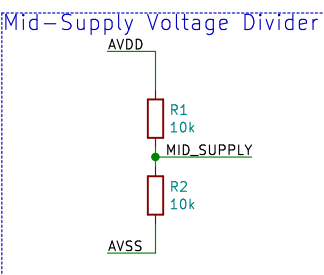 Mid-Supply Voltage Divider
AVDD
R1
10k
MID_SUPPLY
R2
10k
AVSS